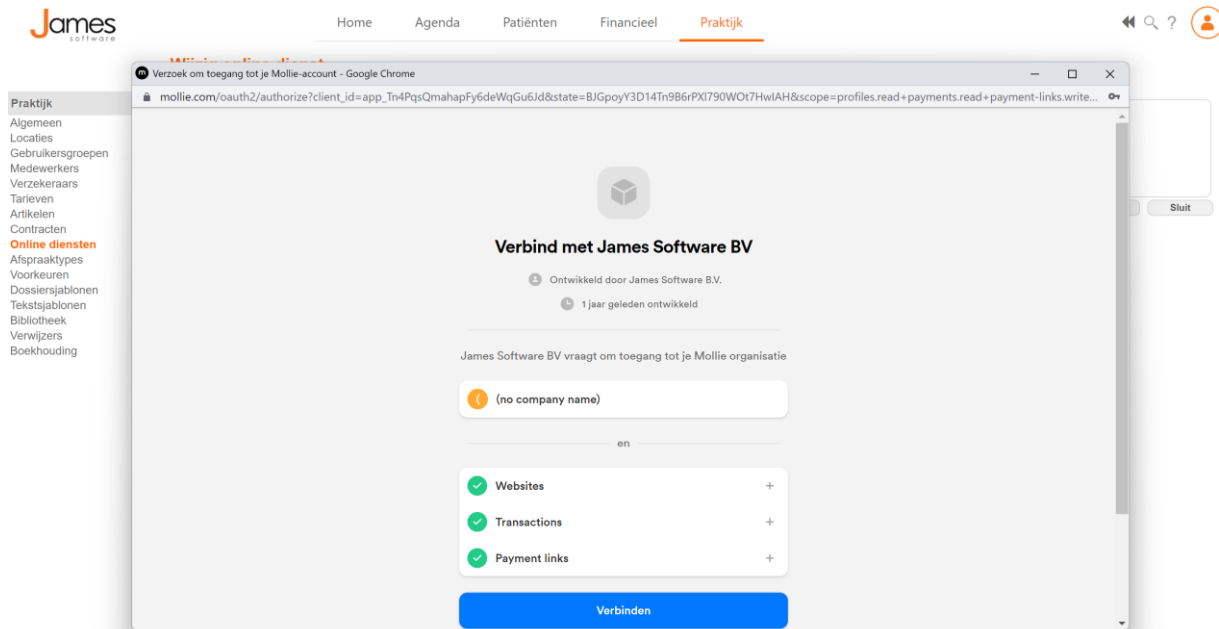 James
software
Home
Agenda
Patiënten
Financieel
Praktijk
?
Wijzig online dienst
Verzoek om toegang tot je Mollie-account - Google Chrome
mollie.com/oauth2/authorize?client_id=app_Tn4PqsQmahapFy6deWqGu6Jd&state=BJGpoyY3D14Tn9B6rPXl790WOt7HwIAH&scope=profiles.read+payments.read+payment-links.write...
Praktijk
Algemeen
Locaties
Gebruikersgroepen
Medewerkers
Verzekeraars
Tarieven
Artikelen
Contracten
Online diensten
Afspraaktypes
Voorkeuren
Dossiersjablonen
Tekstsjablonen
Bibliotheek
Verwijzers
Boekhouding
Sluit
Verbind met James Software BV
Ontwikkeld door James Software B.V.
1 jaar geleden ontwikkeld
James Software BV vraagt om toegang tot je Mollie organisatie
( (no company name)
en
Websites
Transactions
Payment links
Verbinden